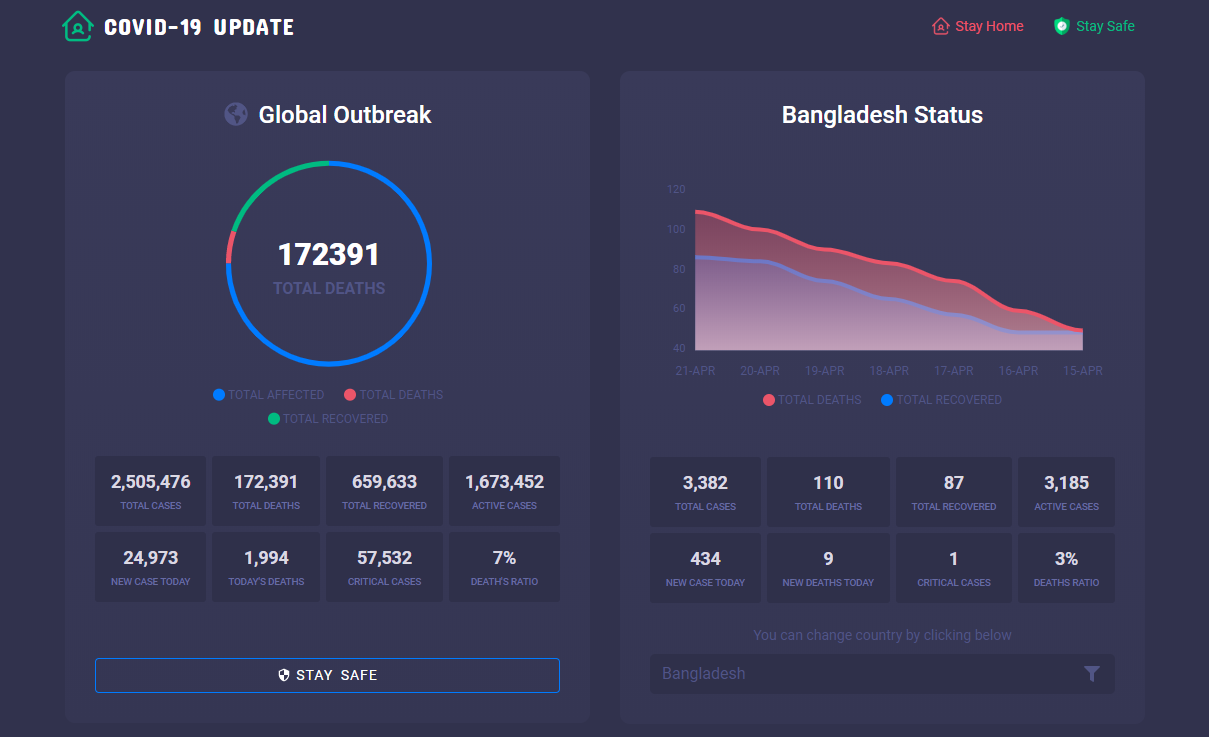 COVID-19 UPDATE
Stay Home
Stay Safe
Global Outbreak
172391
TOTAL DEATHS
TOTAL AFFECTED
TOTAL DEATHS
TOTAL RECOVERED
2,505,476
172,391
659,633
1,673,452
TOTAL CASES
TOTAL DEATHS
TOTAL RECOVERED
ACTIVE CASES
24,973
1,994
57,532
7%
NEW CASE TODAY
TODAY'S DEATHS
CRITICAL CASES
DEATH'S RATIO
STAY SAFE
Bangladesh Status
120
100
80
60
40
21-APR
20-APR
19-APR
18-APR
17-APR
16-APR
15-APR
TOTAL DEATHS
TOTAL RECOVERED
3,382
110
87
3,185
TOTAL CASES
TOTAL DEATHS
TOTAL RECOVERED
ACTIVE CASES
434
9
1
3%
NEW CASE TODAY
NEW DEATHS TODAY
CRITICAL CASES
DEATHS RATIO
You can change country by clicking below
Bangladesh